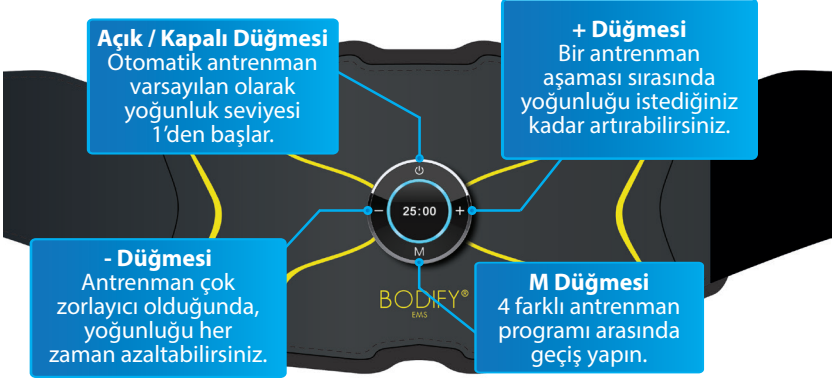 Açık / Kapalı Düğmesi
Otomatik antrenman
varsayılan olarak
yoğunluk seviyesi
1'den başlar.
+ Düğmesi
Bir antrenman
aşaması sırasında
yoğunluğu istediğiniz
kadar artırabilirsiniz.
- 25:00 +
M
- Düğmesi
Antrenman çok
zorlayıcı olduğunda,
yoğunluğu her
zaman azaltabilirsiniz.
BODIFY®
EMS
M Düğmesi
4 farklı antrenman
programı arasında
geçiş yapın.